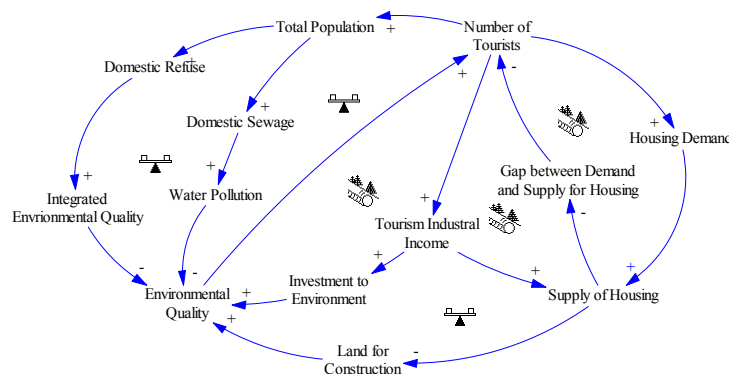 Total Population
+
Number of
Tourists
+
Domestic Refuse
+
-
+
Domestic Sewage
+
+
Housing Demand
+
Water Pollution
Gap between Demand
and Supply for Housing
+
Integrated
Envrionmental Quality
+
-
Tourism Industral
Income
-
-
+
+
+
Environmental
Quality
+
Investment to
Environment
Supply of Housing
+
-
Land for
Construction